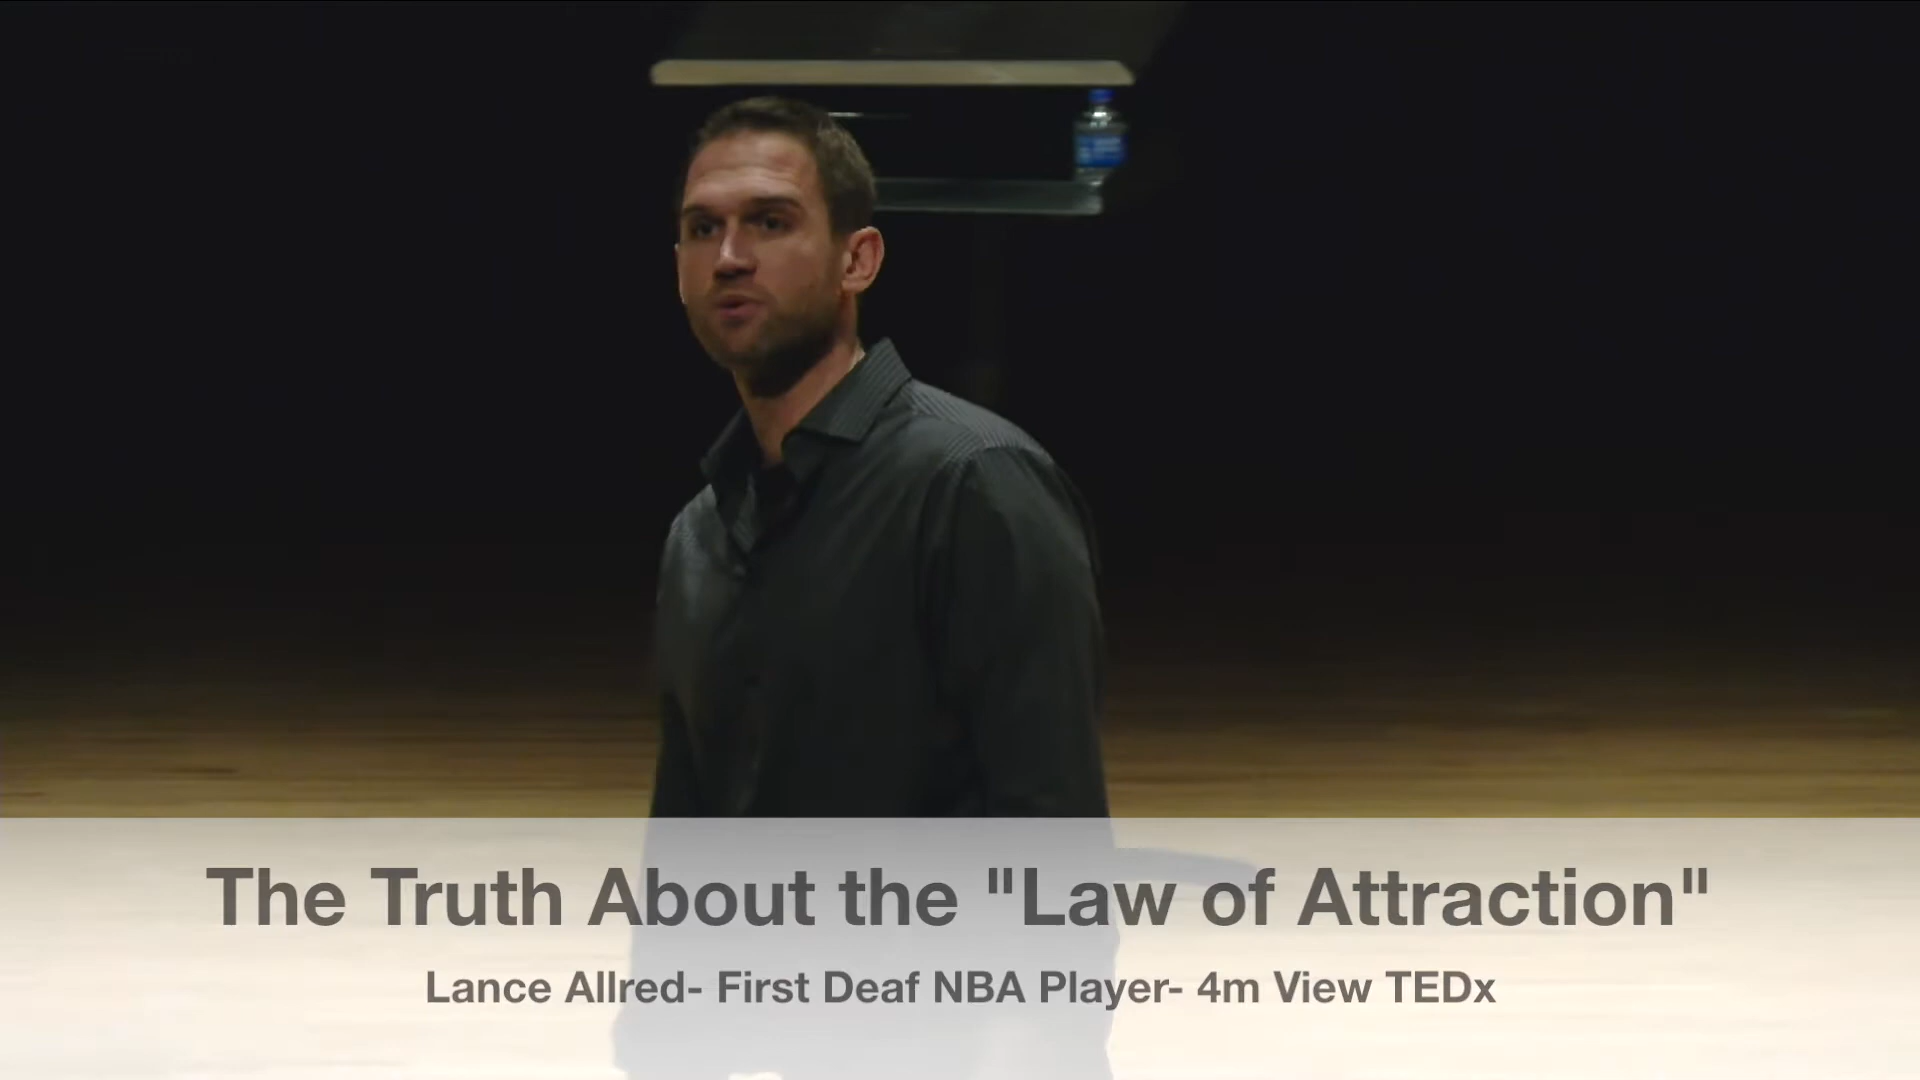 The Truth About the "Law of Attraction"
Lance Allred- First Deaf NBA Player- 4m View TEDx